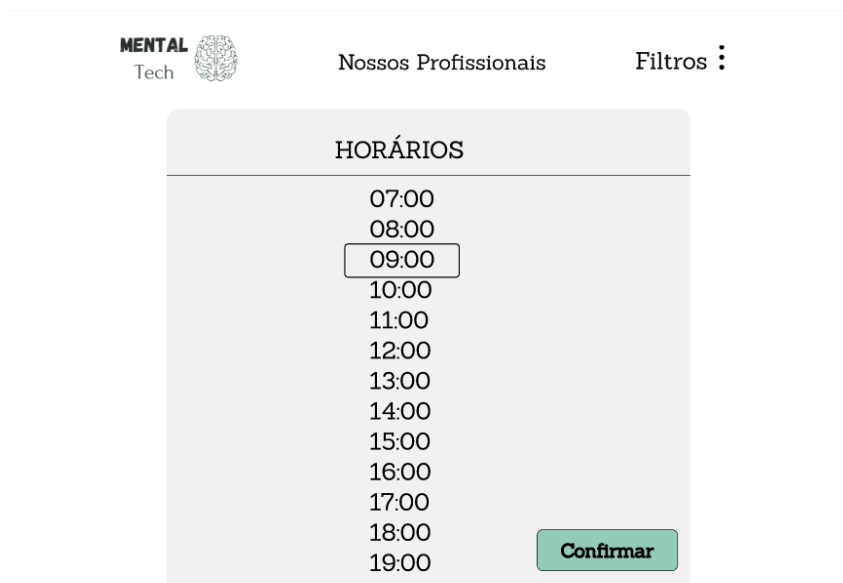 MENTAL
Tech
Nossos Profissionais
Filtros
HORÁRIOS
07:00
08:00
09:00
10:00
11:00
12:00
13:00
14:00
15:00
16:00
17:00
18:00
19:00
Confirmar